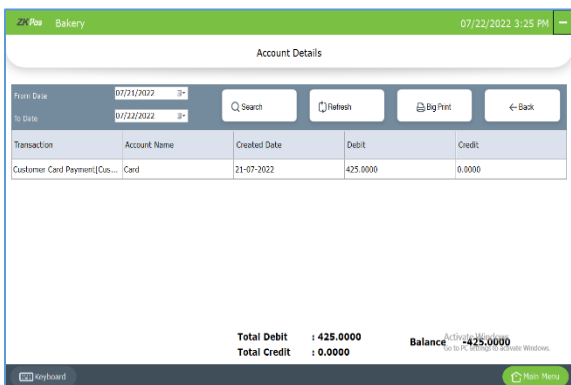 ZKPos Bakery 07/22/2022 3:25 PM
Account Details
From Date 07/21/2022
To Date 07/22/2022
Search Refresh Big Print Back
Transaction Account Name Created Date Debit Credit
Customer Card Payment|Cus... Card 21-07-2022 425.0000 0.0000
Total Debit : 425.0000
Total Credit : 0.0000
Balance -425.0000
Activate Windows
Go to PC settings to activate Windows.
Keyboard Main Menu